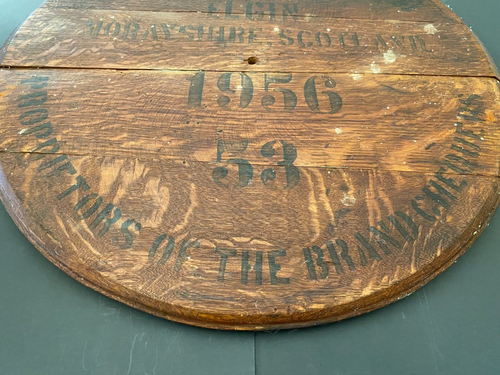 ELGIN
MORAYSHIRE, SCOTLAND
1956
53
PROPRIETORS OF THE BRAND CHEQUERS